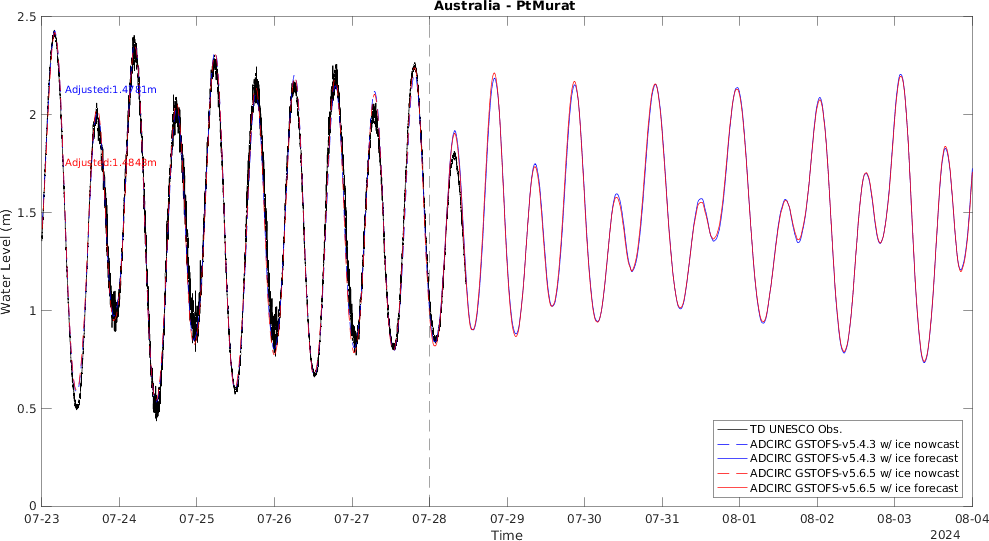 Australia - PtMurat
2.5
2
1.5
1
0.5
0
Water Level (m)
Adjusted:1.4781m
Adjusted:1.4843m
TD UNESCO Obs.
ADCIRC GSTOFS-v5.4.3 w/ ice nowcast
ADCIRC GSTOFS-v5.4.3 w/ ice forecast
ADCIRC GSTOFS-v5.6.5 w/ ice nowcast
ADCIRC GSTOFS-v5.6.5 w/ ice forecast
07-23 07-24 07-25 07-26 07-27 07-28 07-29 07-30 07-31 08-01 08-02 08-03 08-04
Time
2024